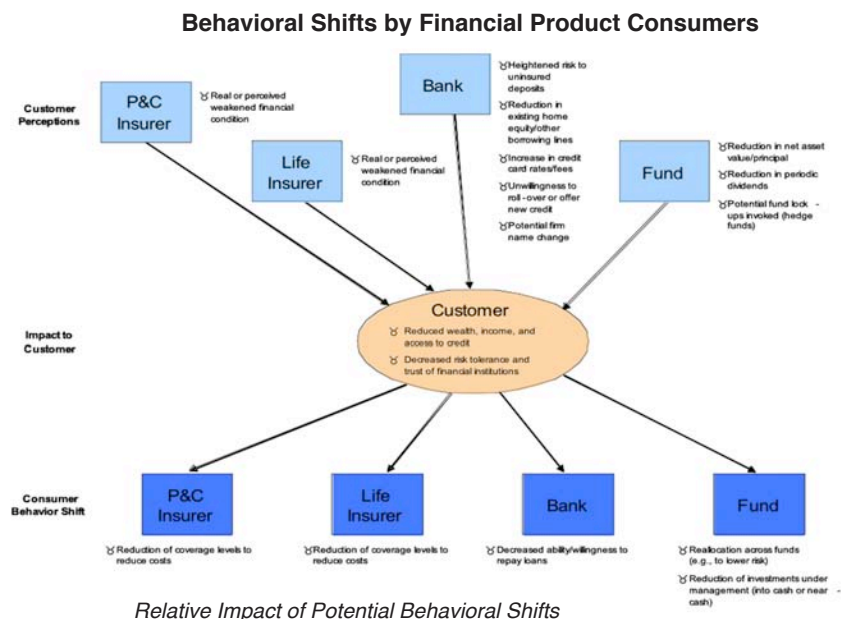 Behavioral Shifts by Financial Product Consumers
Customer
Perceptions
P&C
Insurer
Real or perceived
weakened financial
condition
Life
Insurer
Real or perceived
weakened financial
condition
Bank
Heightened risk to
uninsured
deposits
Reduction in
existing home
equity/other
borrowing lines
Increase in credit
card rates/fees
Unwillingness to
roll-over or offer
new credit
Potential firm
name change
Fund
Reduction in net asset
value/principal
Reduction in periodic
dividends
Potential fund lock -
ups invoked (hedge
funds)
Impact to
Customer
Customer
Reduced wealth, income, and
access to credit
Decreased risk tolerance and
trust of financial institutions
Consumer
Behavior Shift
P&C
Insurer
Reduction of coverage levels to
reduce costs
Life
Insurer
Reduction of coverage levels to
reduce costs
Bank
Decreased ability/willingness to
repay loans
Fund
Reallocation across funds
(e.g., to lower risk)
Reduction of investments under
management (into cash or near -
cash)
Relative Impact of Potential Behavioral Shifts